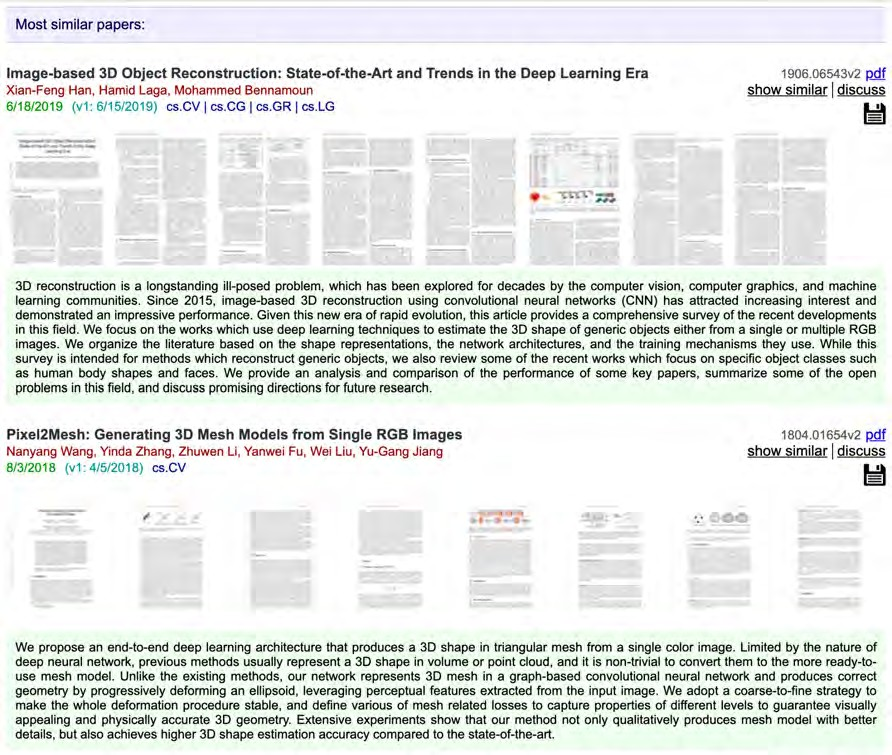 Most similar papers:
Image-based 3D Object Reconstruction: State-of-the-Art and Trends in the Deep Learning Era
1906.06543v2 pdf
Xian-Feng Han, Hamid Laga, Mohammed Bennamoun
show similar | discuss
6/18/2019 (v1: 6/15/2019) cs.CV | cs.CG | cs.GR | cs.LG
3D reconstruction is a longstanding ill-posed problem, which has been explored for decades by the computer vision, computer graphics, and machine
learning communities. Since 2015, image-based 3D reconstruction using convolutional neural networks (CNN) has attracted increasing interest and
demonstrated an impressive performance. Given this new era of rapid evolution, this article provides a comprehensive survey of the recent developments
in this field. We focus on the works which use deep learning techniques to estimate the 3D shape of generic objects either from a single or multiple RGB
images. We organize the literature based on the shape representations, the network architectures, and the training mechanisms they use. While this
survey is intended for methods which reconstruct generic objects, we also review some of the recent works which focus on specific object classes such
as human body shapes and faces. We provide an analysis and comparison of the performance of some key papers, summarize some of the open
problems in this field, and discuss promising directions for future research.
Pixel2Mesh: Generating 3D Mesh Models from Single RGB Images
1804.01654v2 pdf
Nanyang Wang, Yinda Zhang, Zhuwen Li, Yanwei Fu, Wei Liu, Yu-Gang Jiang
show similar | discuss
8/3/2018 (v1: 4/5/2018) cs.CV
We propose an end-to-end deep learning architecture that produces a 3D shape in triangular mesh from a single color image. Limited by the nature of
deep neural network, previous methods usually represent a 3D shape in volume or point cloud, and it is non-trivial to convert them to the more ready-to-
use mesh model. Unlike the existing methods, our network represents 3D mesh in a graph-based convolutional neural network and produces correct
geometry by progressively deforming an ellipsoid, leveraging perceptual features extracted from the input image. We adopt a coarse-to-fine strategy to
make the whole deformation procedure stable, and define various of mesh related losses to capture properties of different levels to guarantee visually
appealing and physically accurate 3D geometry. Extensive experiments show that our method not only qualitatively produces mesh model with better
details, but also achieves higher 3D shape estimation accuracy compared to the state-of-the-art.